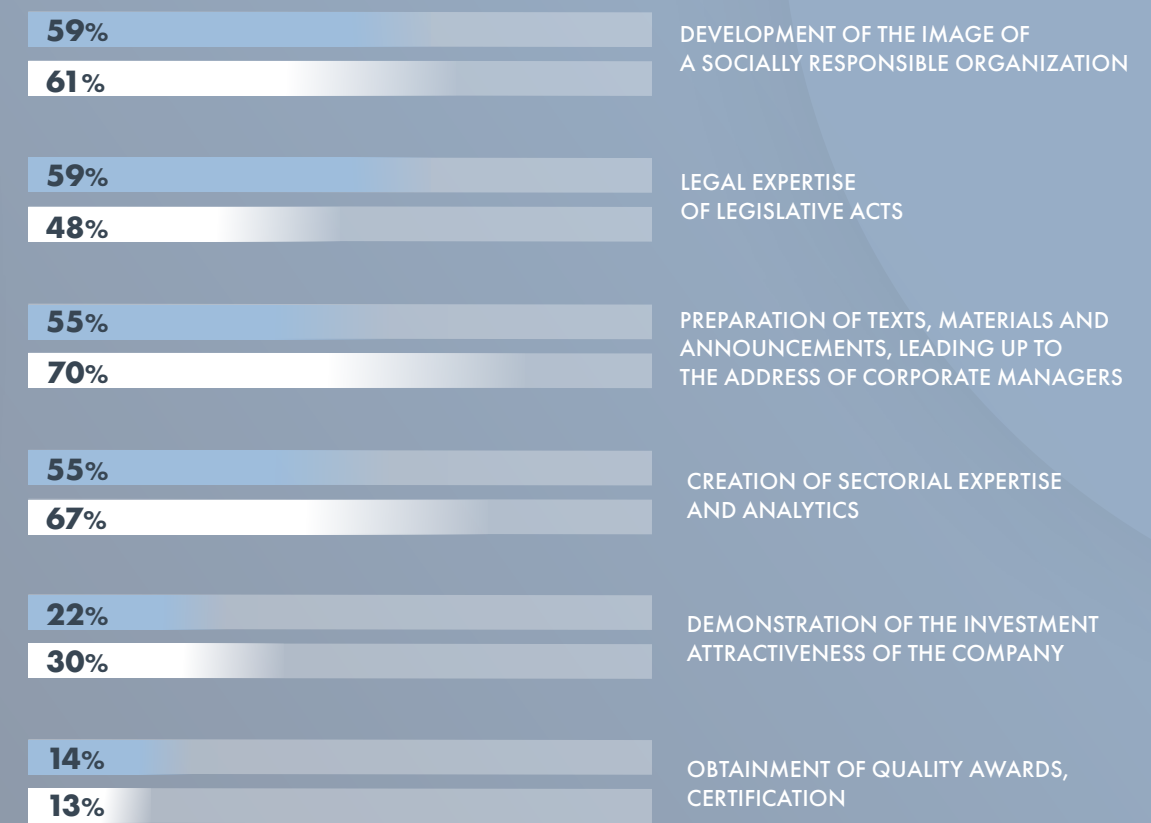 59%
61%
DEVELOPMENT OF THE IMAGE OF
A SOCIALLY RESPONSIBLE ORGANIZATION
59%
48%
LEGAL EXPERTISE
OF LEGISLATIVE ACTS
55%
70%
PREPARATION OF TEXTS, MATERIALS AND
ANNOUNCEMENTS, LEADING UP TO
THE ADDRESS OF CORPORATE MANAGERS
55%
67%
CREATION OF SECTORIAL EXPERTISE
AND ANALYTICS
22%
30%
DEMONSTRATION OF THE INVESTMENT
ATTRACTIVENESS OF THE COMPANY
14%
13%
OBTAINMENT OF QUALITY AWARDS,
CERTIFICATION